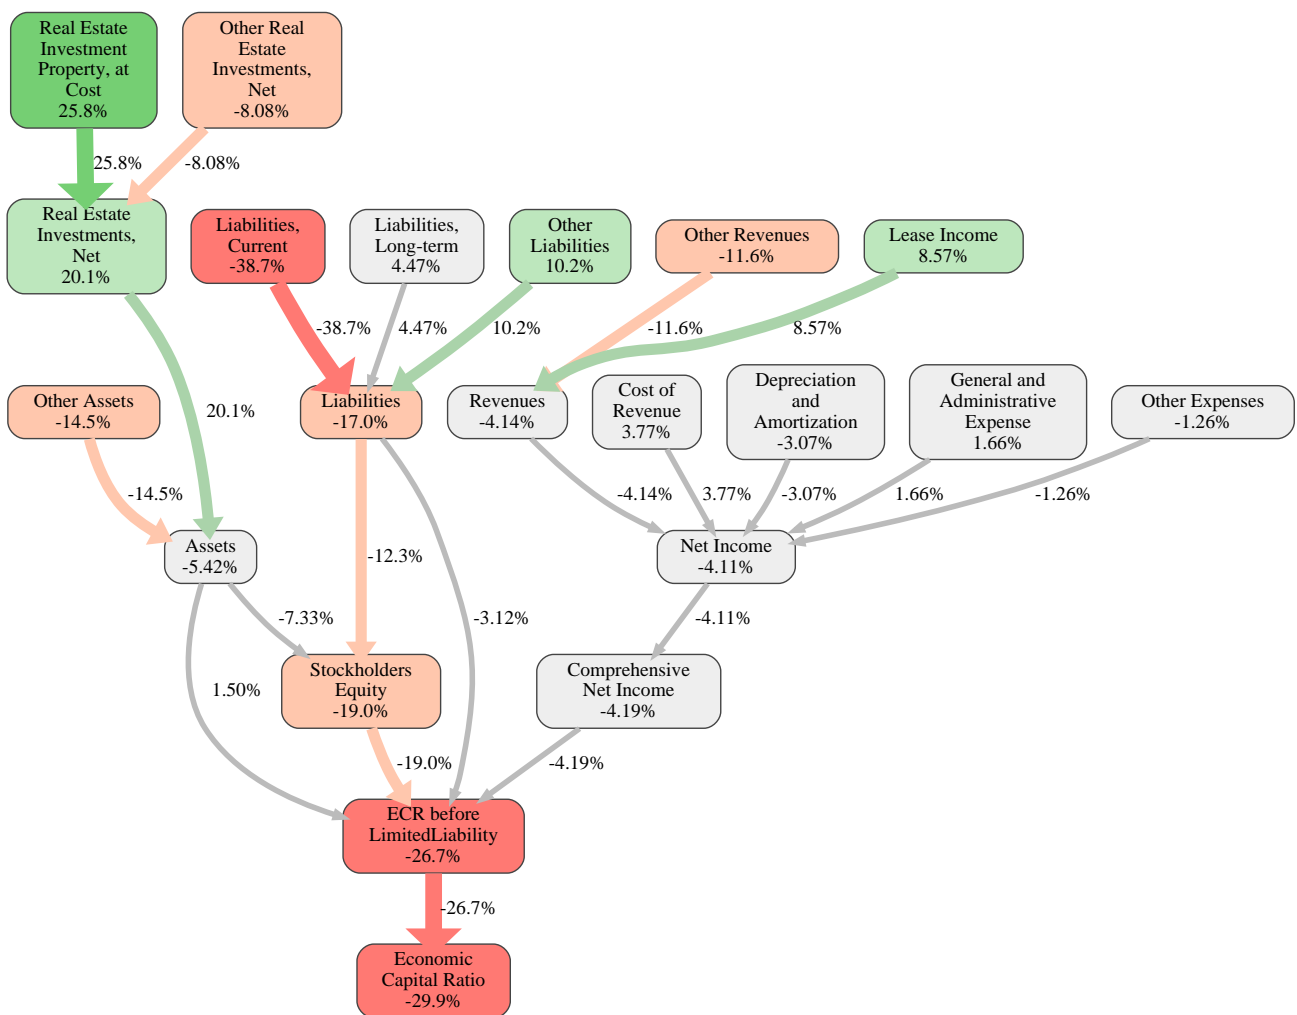 Real Estate
Investment
Property, at
Cost
25.8%
Other Real
Estate
Investments,
Net
-8.08%
25.8%
-8.08%
Real Estate
Investments,
Net
20.1%
Liabilities,
Current
-38.7%
Liabilities,
Long-term
4.47%
Other
Liabilities
10.2%
Other Revenues
-11.6%
Lease Income
8.57%
-38.7%
4.47%
10.2%
-11.6%
8.57%
Other Assets
-14.5%
20.1%
Liabilities
-17.0%
Revenues
-4.14%
Cost of
Revenue
3.77%
Depreciation
and
Amortization
-3.07%
General and
Administrative
Expense
1.66%
Other Expenses
-1.26%
-14.5%
-4.14%
3.77%
-3.07%
1.66%
-1.26%
Assets
-5.42%
-12.3%
Net Income
-4.11%
-7.33%
-3.12%
-4.11%
1.50%
Stockholders
Equity
-19.0%
Comprehensive
Net Income
-4.19%
-19.0%
-4.19%
ECR before
LimitedLiability
-26.7%
-26.7%
Economic
Capital Ratio
-29.9%